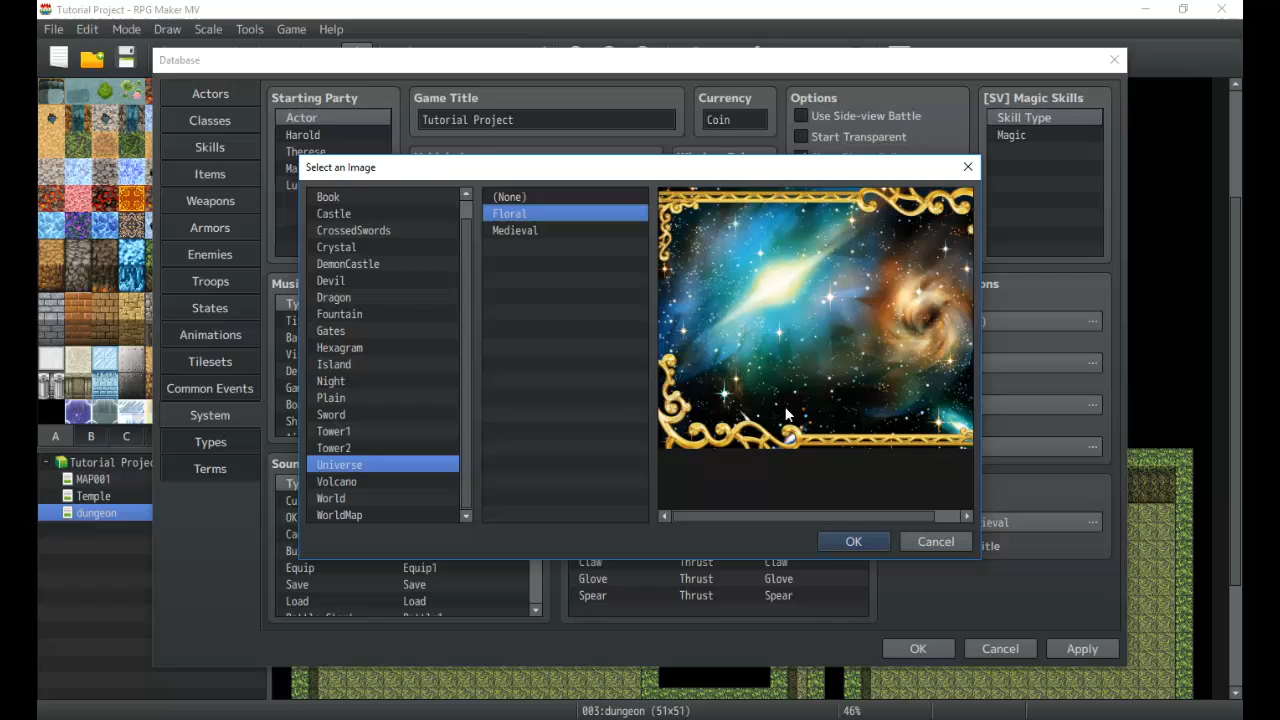 Tutorial Project - RPG Maker MV
File Edit Mode Draw Scale Tools Game Help
Database
Actors
Classes
Skills
Items
Weapons
Armors
Enemies
Troops
States
Animations
Tilesets
Common Events
System
Types
Terms
Starting Party
Actor
Harold
Therese
Game Title
Tutorial Project
Currency
Coin
Options
Use Side-view Battle
Start Transparent
[SV] Magic Skills
Skill Type
Magic
Select an Image
Book
Castle
CrossedSwords
Crystal
DemonCastle
Devil
Dragon
Fountain
Gates
Hexagram
Island
Night
Plain
Sword
Tower1
Tower2
Universe
Volcano
World
WorldMap
(None)
Floral
Medieval
OK Cancel
Equip Equip1
Save Save
Load Load
Claw Thrust Claw
Glove Thrust Glove
Spear Thrust Spear
OK Cancel Apply
A B C
Tutorial Projec
MAP001
Temple
dungeon
003:dungeon (51x51) 46%